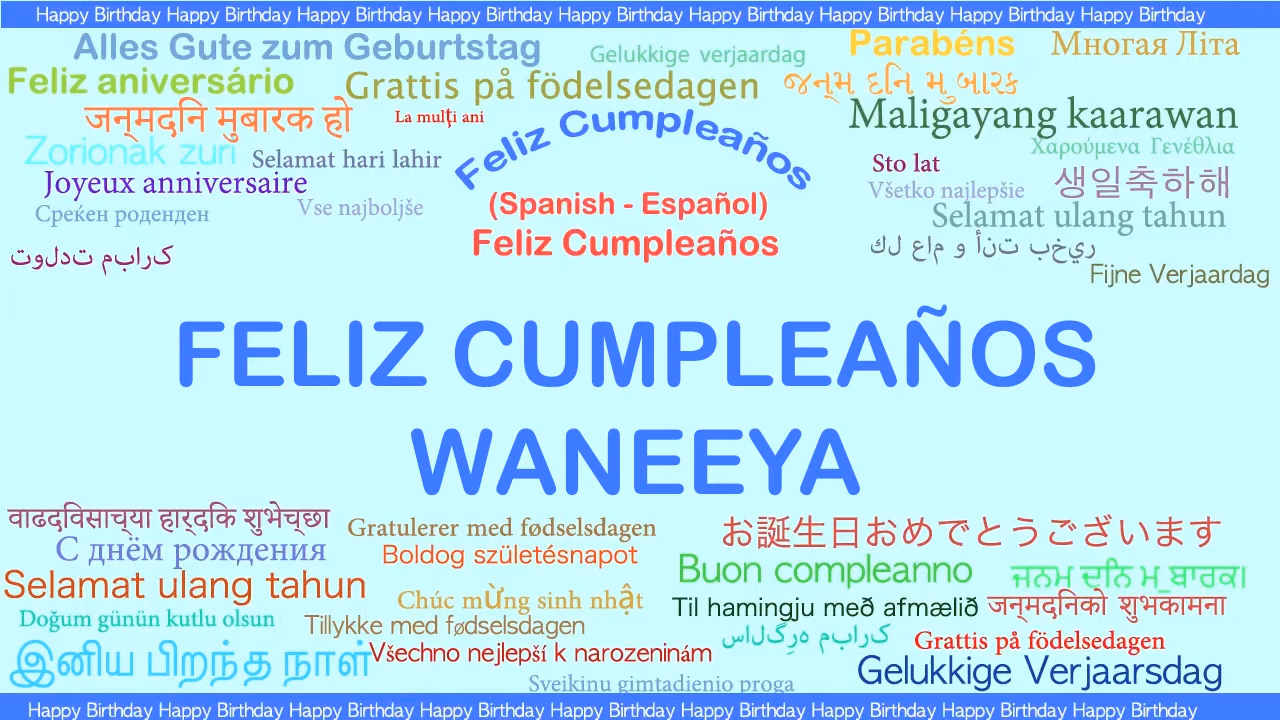 Happy Birthday Happy Birthday Happy Birthday Happy Birthday Happy Birthday Happy Birthday Happy Birthday Happy Birthday Happy Birthday
Alles Gute zum Geburtstag
Gelukkige verjaardag
Parabéns
Многая Літа
Feliz aniversário
Grattis på födelsedagen
જન્મ દિન મુબારક
जन्मदिन मुबारक हो
La mulţi ani
Feliz Cumpleaños
Maligayang kaarawan
Zorionak zuri
Selamat hari lahir
Sto lat
Χαρούμενα Γενέθλια
Joyeux anniversaire
(Spanish - Español)
Všetko najlepšie
생일축하해
Среќен роденден
Vse najboljše
Selamat ulang tahun
Feliz Cumpleaños
تولدت مبارک
كل عام و أنت بخير
Fijne Verjaardag
FELIZ CUMPLEAÑOS
WANEEYA
वाढदिवसाच्या हार्दिक शुभेच्छा
Gratulerer med fødselsdagen
お誕生日おめでとうございます
С днём рождения
Boldog születésnapot
Buon compleanno
ਜਨਮ ਦਿਨ ਮੁਬਾਰਕ।
Selamat ulang tahun
Chúc mừng sinh nhật
Til hamingju með afmælið
जन्मदिनको शुभकामना
Doğum günün kutlu olsun
Tillykke med fødselsdagen
سالگرہ مبارک
Grattis på födelsedagen
இனிய பிறந்த நாள்
Všechno nejlepší k narozeninám
Gelukkige Verjaarsdag
Sveikinu gimtadienio proga
Happy Birthday Happy Birthday Happy Birthday Happy Birthday Happy Birthday Happy Birthday Happy Birthday Happy Birthday Happy Birthday